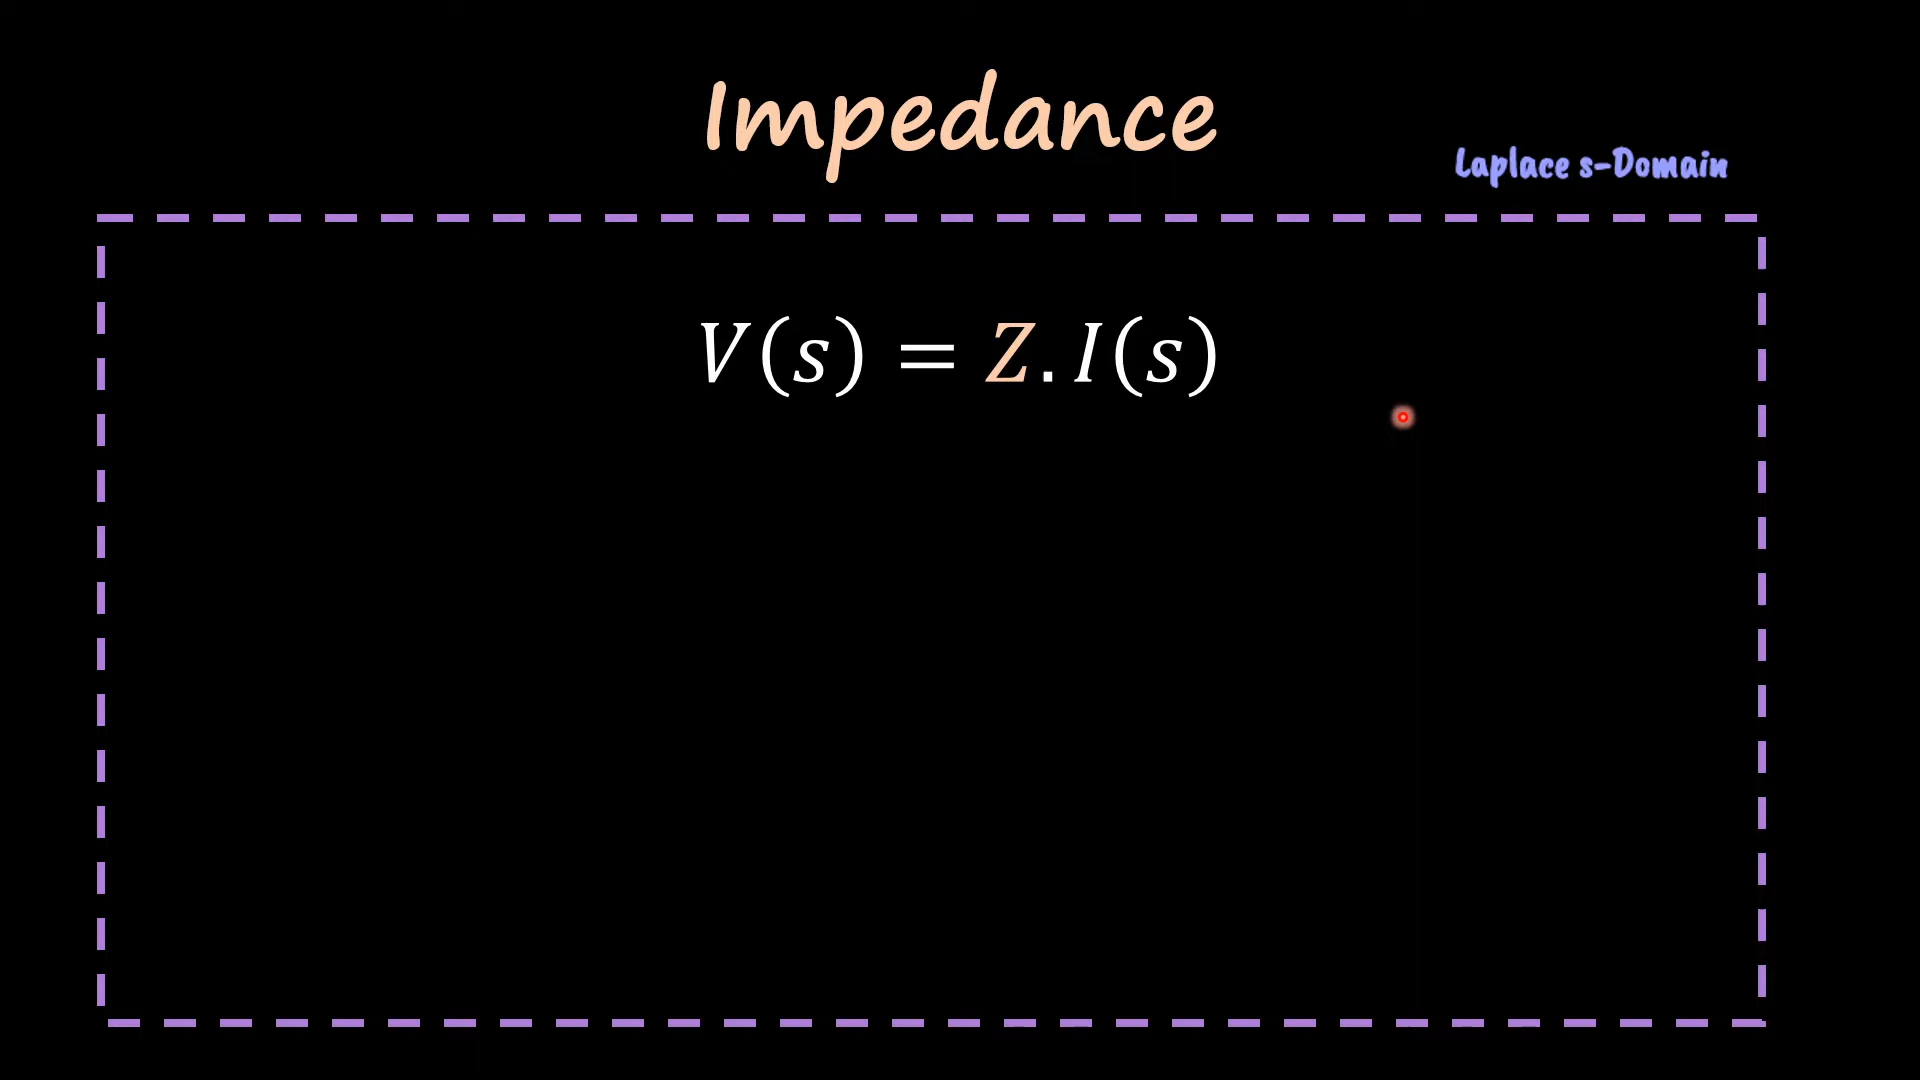 Impedance
Laplace s-Domain
V(s) = Z.I(s)